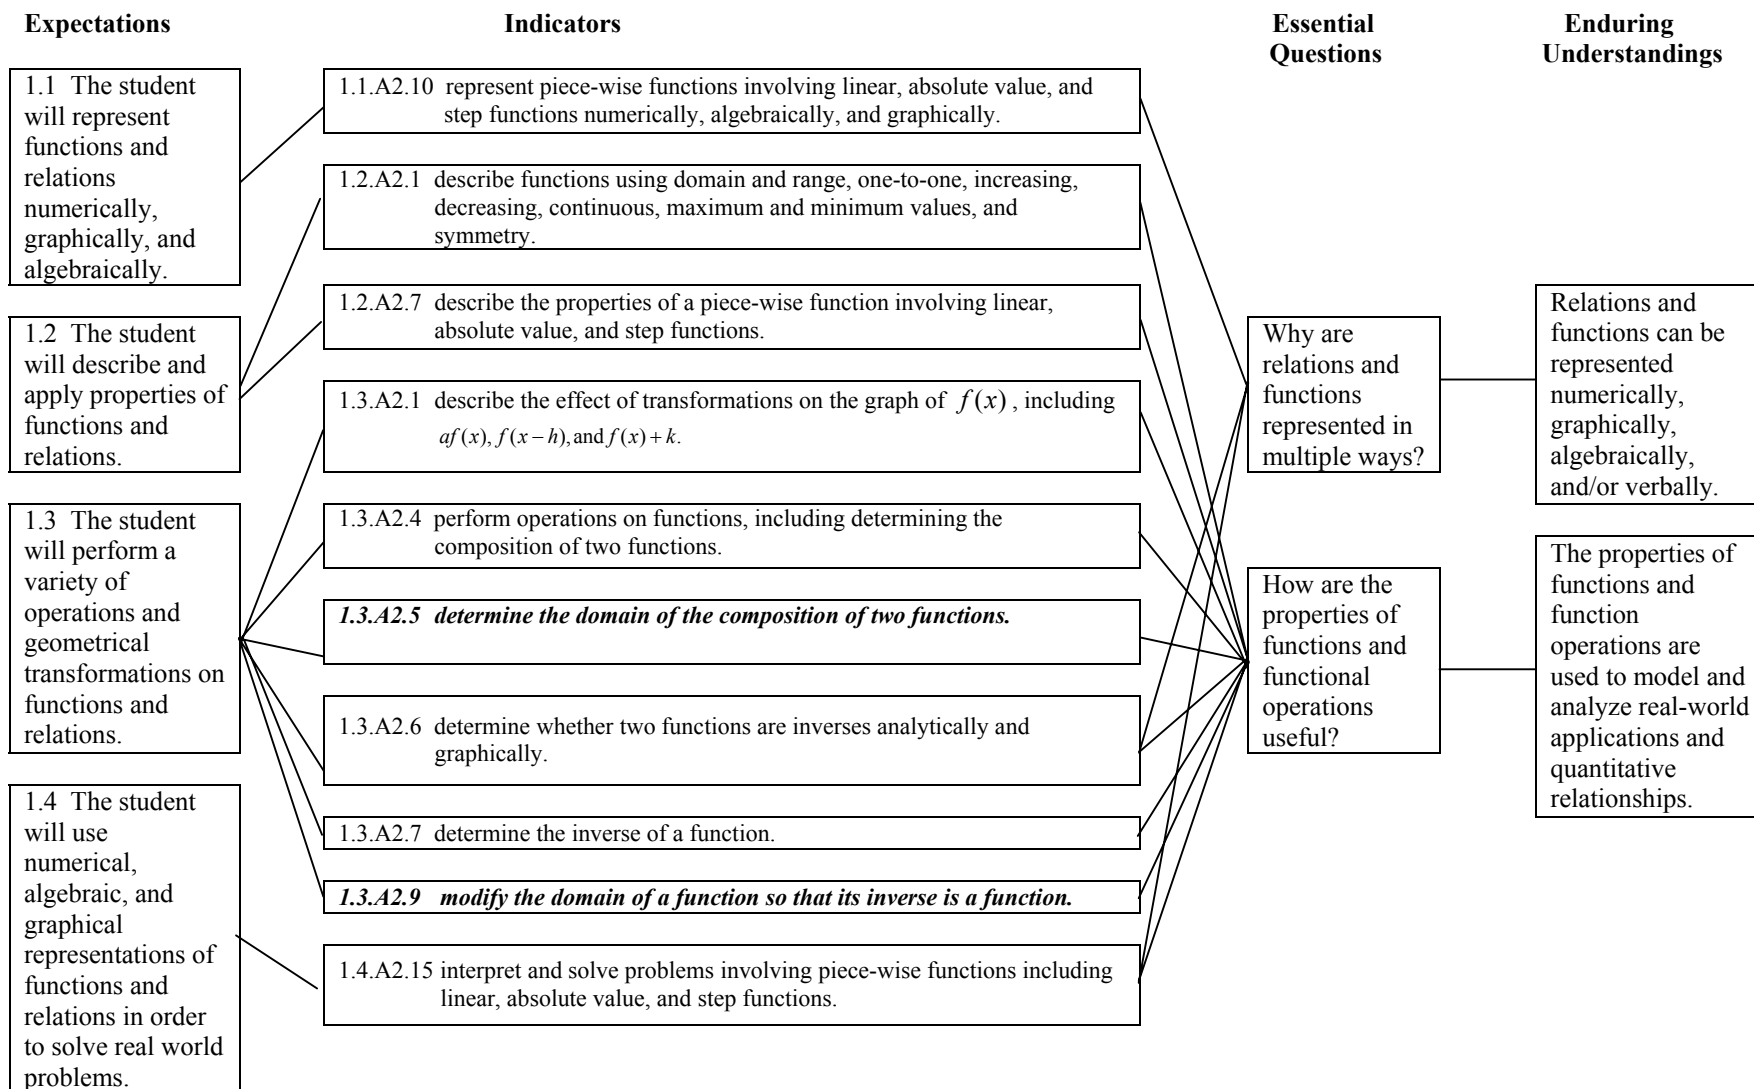 Expectations
Indicators
Essential
Questions
Enduring
Understandings
1.1 The student
will represent
functions and
relations
numerically,
graphically, and
algebraically.
1.2 The student
will describe and
apply properties of
functions and
relations.
1.3 The student
will perform a
variety of
operations and
geometrical
transformations on
functions and
relations.
1.4 The student
will use
numerical,
algebraic, and
graphical
representations of
functions and
relations in order
to solve real world
problems.
1.1.A2.10 represent piece-wise functions involving linear, absolute value, and
step functions numerically, algebraically, and graphically.
1.2.A2.1 describe functions using domain and range, one-to-one, increasing,
decreasing, continuous, maximum and minimum values, and
symmetry.
1.2.A2.7 describe the properties of a piece-wise function involving linear,
absolute value, and step functions.
1.3.A2.1 describe the effect of transformations on the graph of f(x), including
af(x), f(x−h), and f(x)+k.
1.3.A2.4 perform operations on functions, including determining the
composition of two functions.
1.3.A2.5 determine the domain of the composition of two functions.
1.3.A2.6 determine whether two functions are inverses analytically and
graphically.
1.3.A2.7 determine the inverse of a function.
1.3.A2.9 modify the domain of a function so that its inverse is a function.
1.4.A2.15 interpret and solve problems involving piece-wise functions including
linear, absolute value, and step functions.
Why are
relations and
functions
represented in
multiple ways?
How are the
properties of
functions and
functional
operations
useful?
Relations and
functions can be
represented
numerically,
graphically,
algebraically,
and/or verbally.
The properties of
functions and
function
operations are
used to model and
analyze real-world
applications and
quantitative
relationships.